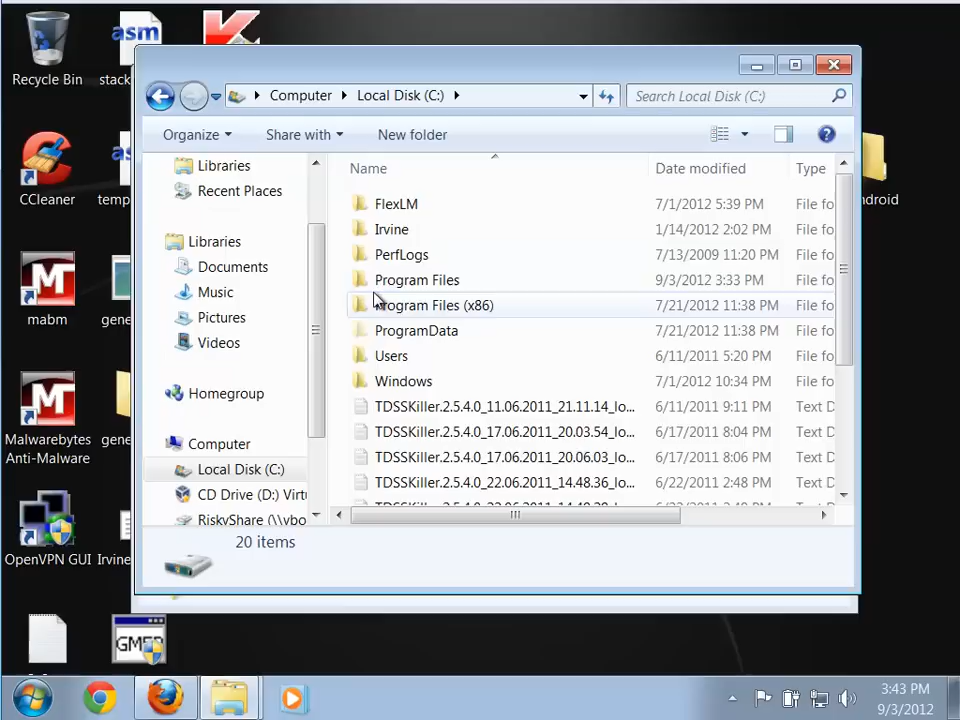 Recycle Bin
asm
stac
CCleaner
asm
temp
mabm
gene
Malwarebytes
Anti-Malware
gene
OpenVPN GUI
Irvine
GMER
ndroid
Computer
Local Disk (C:)
Search Local Disk (C:)
Organize
Share with
New folder
Libraries
Recent Places
Libraries
Documents
Music
Pictures
Videos
Homegroup
Computer
Local Disk (C:)
CD Drive (D:) Virtu
RiskyShare (\\vbo
Name
Date modified
Type
FlexLM 7/1/2012 5:39 PM File fo
Irvine 1/14/2012 2:02 PM File fo
PerfLogs 7/13/2009 11:20 PM File fo
Program Files 9/3/2012 3:33 PM File fo
Program Files (x86) 7/21/2012 11:38 PM File fo
ProgramData 7/21/2012 11:38 PM File fo
Users 6/11/2011 5:20 PM File fo
Windows 7/1/2012 10:34 PM File fo
TDSSKiller.2.5.4.0_11.06.2011_21.11.14_lo... 6/11/2011 9:11 PM Text D
TDSSKiller.2.5.4.0_17.06.2011_20.03.54_lo... 6/17/2011 8:04 PM Text D
TDSSKiller.2.5.4.0_17.06.2011_20.06.03_lo... 6/17/2011 8:06 PM Text D
TDSSKiller.2.5.4.0_22.06.2011_14.48.36_lo... 6/22/2011 2:48 PM Text D
20 items
3:43 PM
9/3/2012